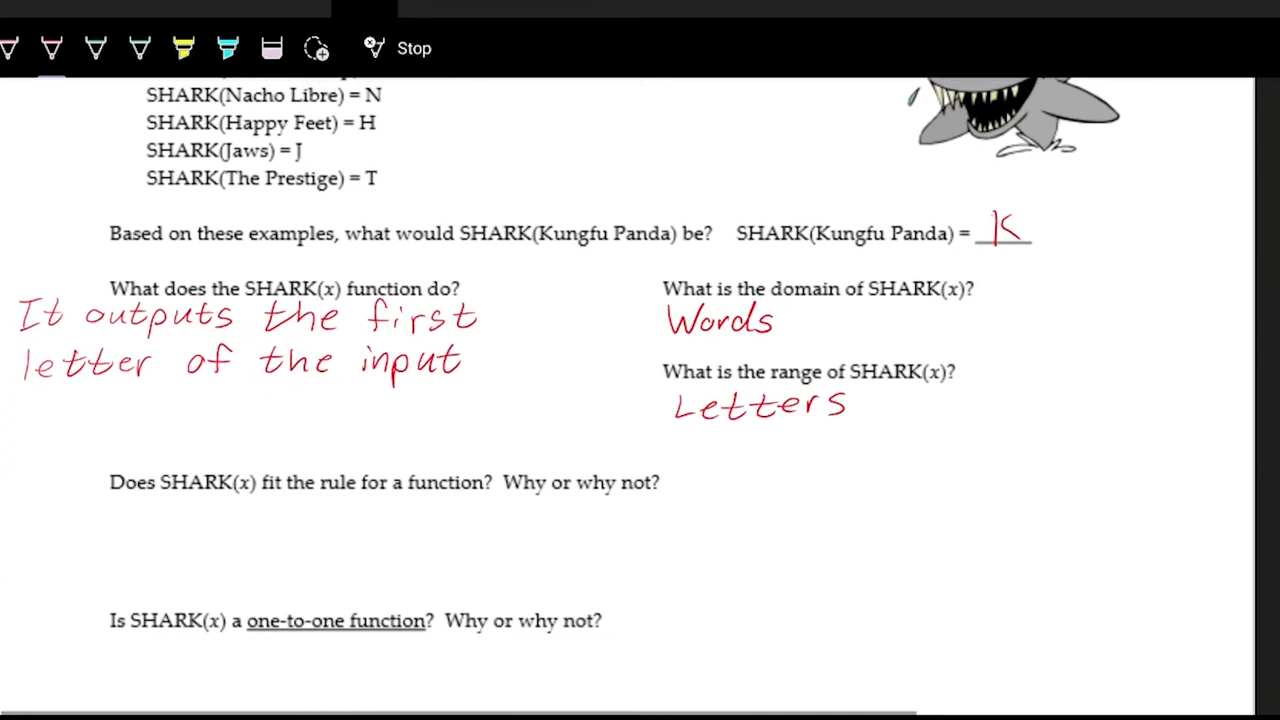 Stop
SHARK(Nacho Libre) = N
SHARK(Happy Feet) = H
SHARK(Jaws) = J
SHARK(The Prestige) = T
Based on these examples, what would SHARK(Kungfu Panda) be? SHARK(Kungfu Panda) = K
What does the SHARK(x) function do?
It outputs the first
letter of the input
What is the domain of SHARK(x)?
Words
What is the range of SHARK(x)?
Letters
Does SHARK(x) fit the rule for a function? Why or why not?
Is SHARK(x) a one-to-one function? Why or why not?